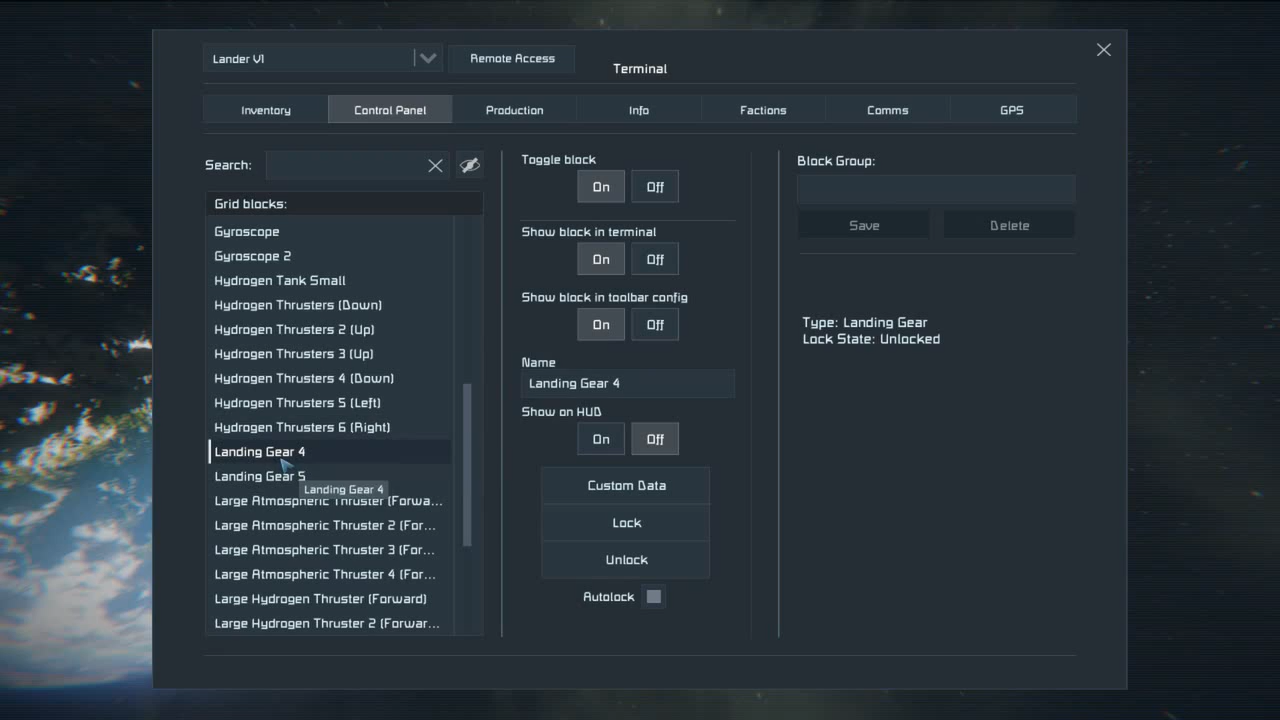 Lander V1
Remote Access
Terminal
Inventory
Control Panel
Production
Info
Factions
Comms
GPS
Search:
Grid blocks:
Gyroscope
Gyroscope 2
Hydrogen Tank Small
Hydrogen Thrusters (Down)
Hydrogen Thrusters 2 (Up)
Hydrogen Thrusters 3 (Up)
Hydrogen Thrusters 4 (Down)
Hydrogen Thrusters 5 (Left)
Hydrogen Thrusters 6 (Right)
Landing Gear 4
Landing Gear 5
Landing Gear 4
Large Atmospheric Thruster (Forwa...
Large Atmospheric Thruster 2 (For...
Large Atmospheric Thruster 3 (For...
Large Atmospheric Thruster 4 (For...
Large Hydrogen Thruster (Forward)
Large Hydrogen Thruster 2 (Forwar...
Toggle block
On Off
Show block in terminal
On Off
Show block in toolbar config
On Off
Name
Landing Gear 4
Show on HUD
On Off
Custom Data
Lock
Unlock
Autolock
Block Group:
Save Delete
Type: Landing Gear
Lock State: Unlocked